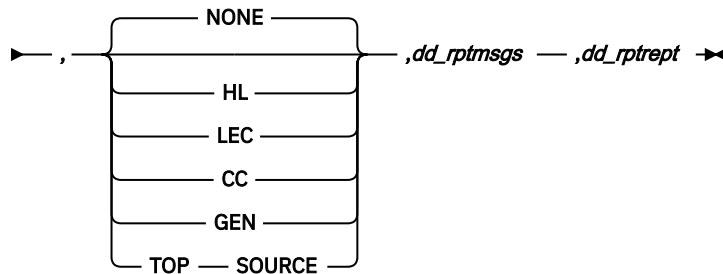 NONE
, ,dd_rptmsgs ,dd_rptrept
HL
LEC
CC
GEN
TOP SOURCE